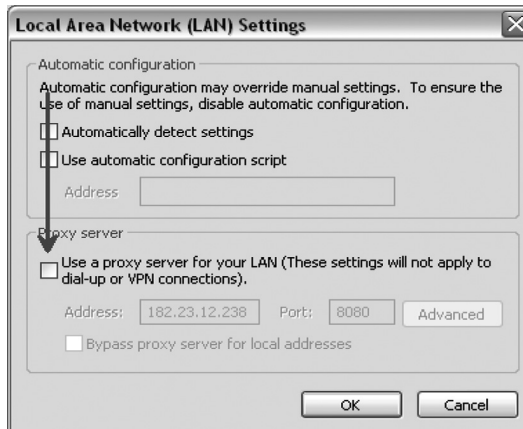 Local Area Network (LAN) Settings
Automatic configuration
Automatic configuration may override manual settings. To ensure the
use of manual settings, disable automatic configuration.
Automatically detect settings
Use automatic configuration script
Address
Proxy server
Use a proxy server for your LAN (These settings will not apply to
dial-up or VPN connections).
Address: 182.23.12.238 Port: 8080 Advanced
Bypass proxy server for local addresses
OK Cancel